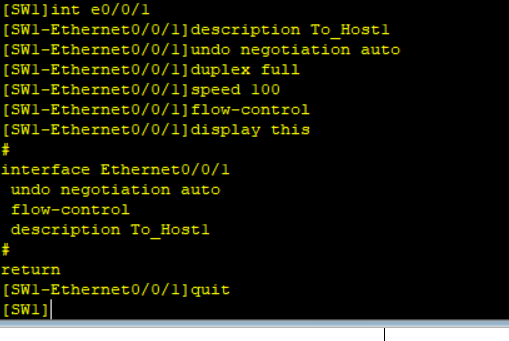 [SW1]int e0/0/1
[SW1-Ethernet0/0/1]description To_Host1
[SW1-Ethernet0/0/1]undo negotiation auto
[SW1-Ethernet0/0/1]duplex full
[SW1-Ethernet0/0/1]speed 100
[SW1-Ethernet0/0/1]flow-control
[SW1-Ethernet0/0/1]display this
#
interface Ethernet0/0/1
 undo negotiation auto
 flow-control
 description To_Host1
#
return
[SW1-Ethernet0/0/1]quit
[SW1]